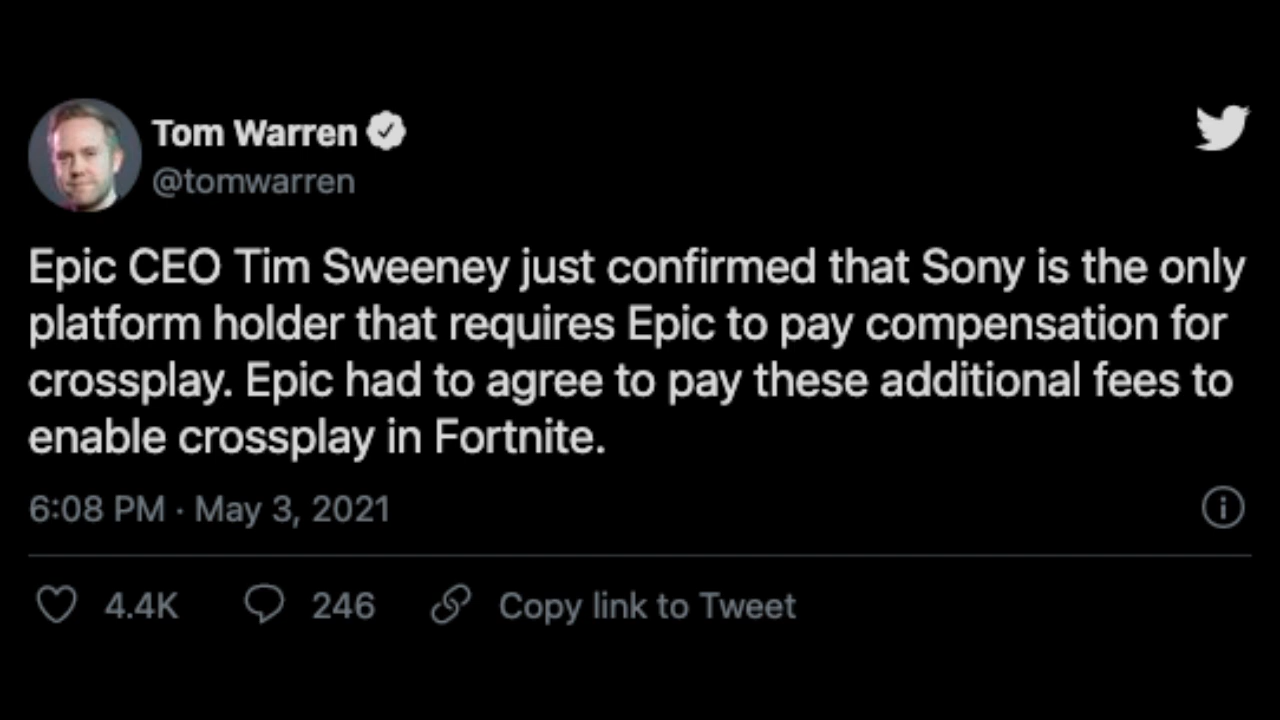 Tom Warren
@tomwarren
Epic CEO Tim Sweeney just confirmed that Sony is the only
platform holder that requires Epic to pay compensation for
crossplay. Epic had to agree to pay these additional fees to
enable crossplay in Fortnite.
6:08 PM · May 3, 2021
4.4K 246 Copy link to Tweet